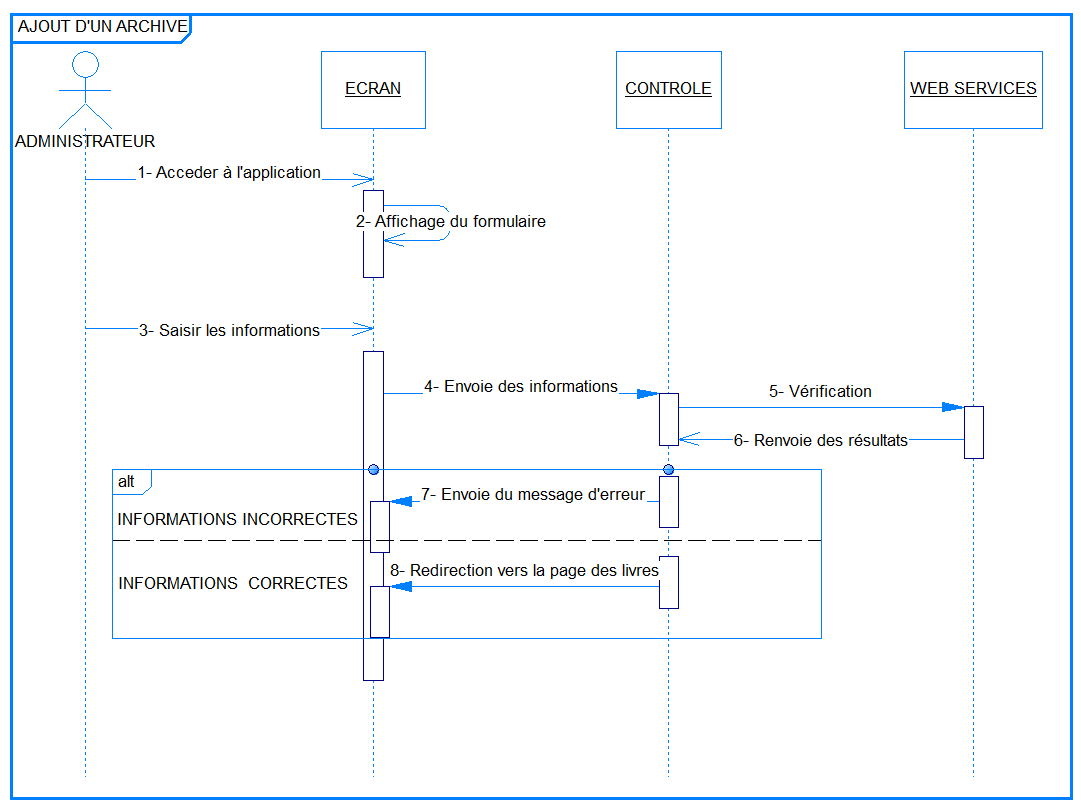 AJOUT D'UN ARCHIVE
ECRAN
CONTROLE
WEB SERVICES
ADMINISTRATEUR
1- Acceder à l'application
2- Affichage du formulaire
3- Saisir les informations
4- Envoie des informations
5- Vérification
6- Renvoie des résultats
alt
7- Envoie du message d'erreur
INFORMATIONS INCORRECTES
8- Redirection vers la page des livres
INFORMATIONS CORRECTES